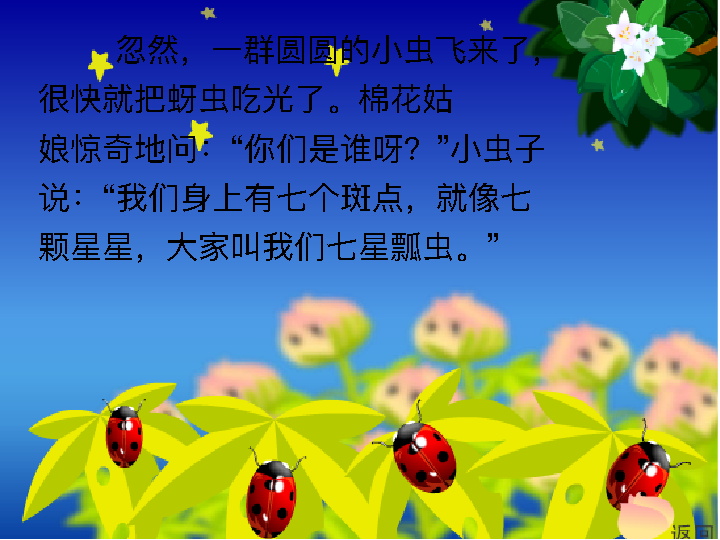 忽然，一群圆圆的小虫飞来了，
很快就把蚜虫吃光了。棉花姑
娘惊奇地问：“你们是谁呀？”小虫子
说：“我们身上有七个斑点，就像七
颗星星，大家叫我们七星瓢虫。”
返回